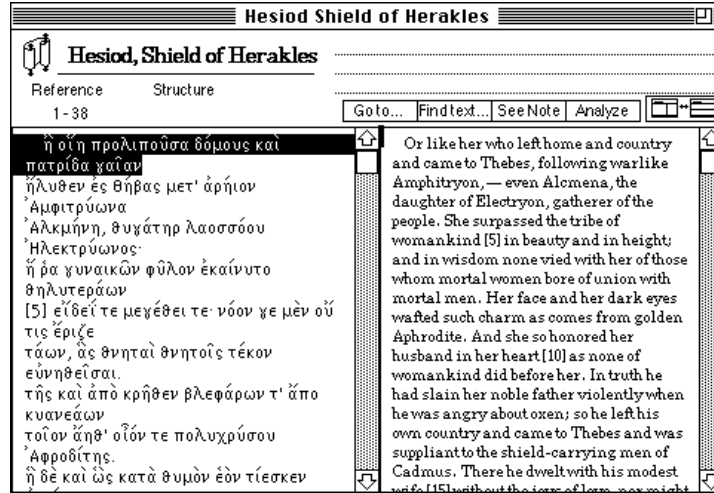 Hesiod Shield of Herakles
Hesiod, Shield of Herakles
Reference Structure
1 - 38
Go to... Find text... See Note Analyze
ἢ οἵη προλιποῦσα δόμους καὶ
πατρίδα γαῖαν
ἤλυθεν ἐς Θήβας μετ' ἀρήιον
Ἀμφιτρύωνα
Ἀλκμήνη, θυγάτηρ λαοσσόου
Ἠλεκτρύωνος·
ἥ ῥα γυναικῶν φῦλον ἐκαίνυτο
θηλυτεράων
[5] εἴδεΐ τε μεγέθει τε· νόον γε μὲν οὔ
τις ἔριζε
τάων, ἃς θνηταὶ θνητοῖς τέκον
εὐνηθεῖσαι.
τῆς καὶ ἀπὸ κρῆθεν βλεφάρων τ' ἄπο
κυανεάων
τοῖον ἄηθ' οἷόν τε πολυχρύσου
Ἀφροδίτης.
ἣ δὲ καὶ ὣς κατὰ θυμὸν ἑὸν τίεσκεν
Or like her who left home and country
and came to Thebes, following warlike
Amphitryon, — even Alcmena, the
daughter of Electryon, gatherer of the
people. She surpassed the tribe of
womankind [5] in beauty and in height;
and in wisdom none vied with her of those
whom mortal women bore of union with
mortal men. Her face and her dark eyes
wafted such charm as comes from golden
Aphrodite. And she so honored her
husband in her heart [10] as none of
womankind did before her. In truth he
had slain her noble father violently when
he was angry about oxen; so he left his
own country and came to Thebes and was
suppliant to the shield-carrying men of
Cadmus. There he dwelt with his modest
wife [15] without the joys of love, nor might